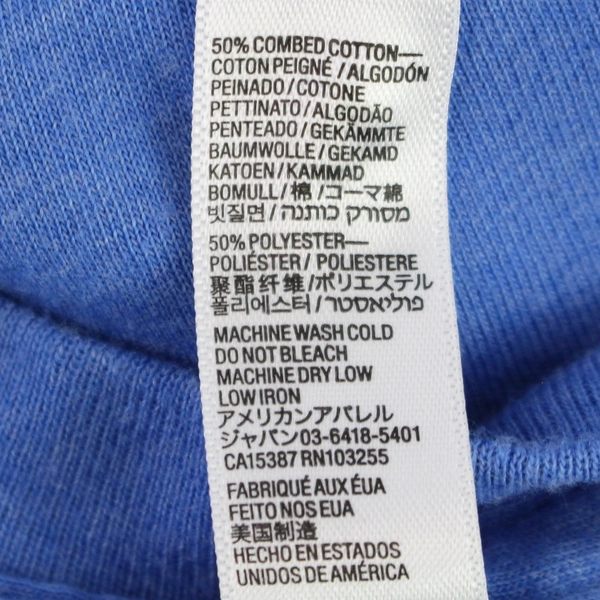 50% COMBED COTTON—
COTON PEIGNÉ / ALGODÓN
PEINADO / COTONE
PETTINATO / ALGODÃO
PENTEADO / GEKÄMMTE
BAUMWOLLE / GEKAMD
KATOEN / KAMMAD
BOMULL / 棉 / コーマ綿
빗질면 / מסורק כותנה
50% POLYESTER—
POLIÉSTER / POLIESTERE
聚酯纤维/ポリエステル
폴리에스터 / פוליאסטר
MACHINE WASH COLD
DO NOT BLEACH
MACHINE DRY LOW
LOW IRON
アメリカンアパレル
ジャパン03-6418-5401
CA15387 RN103255
FABRIQUÉ AUX ÉUA
FEITO NOS EUA
美国制造
HECHO EN ESTADOS
UNIDOS DE AMÉRICA